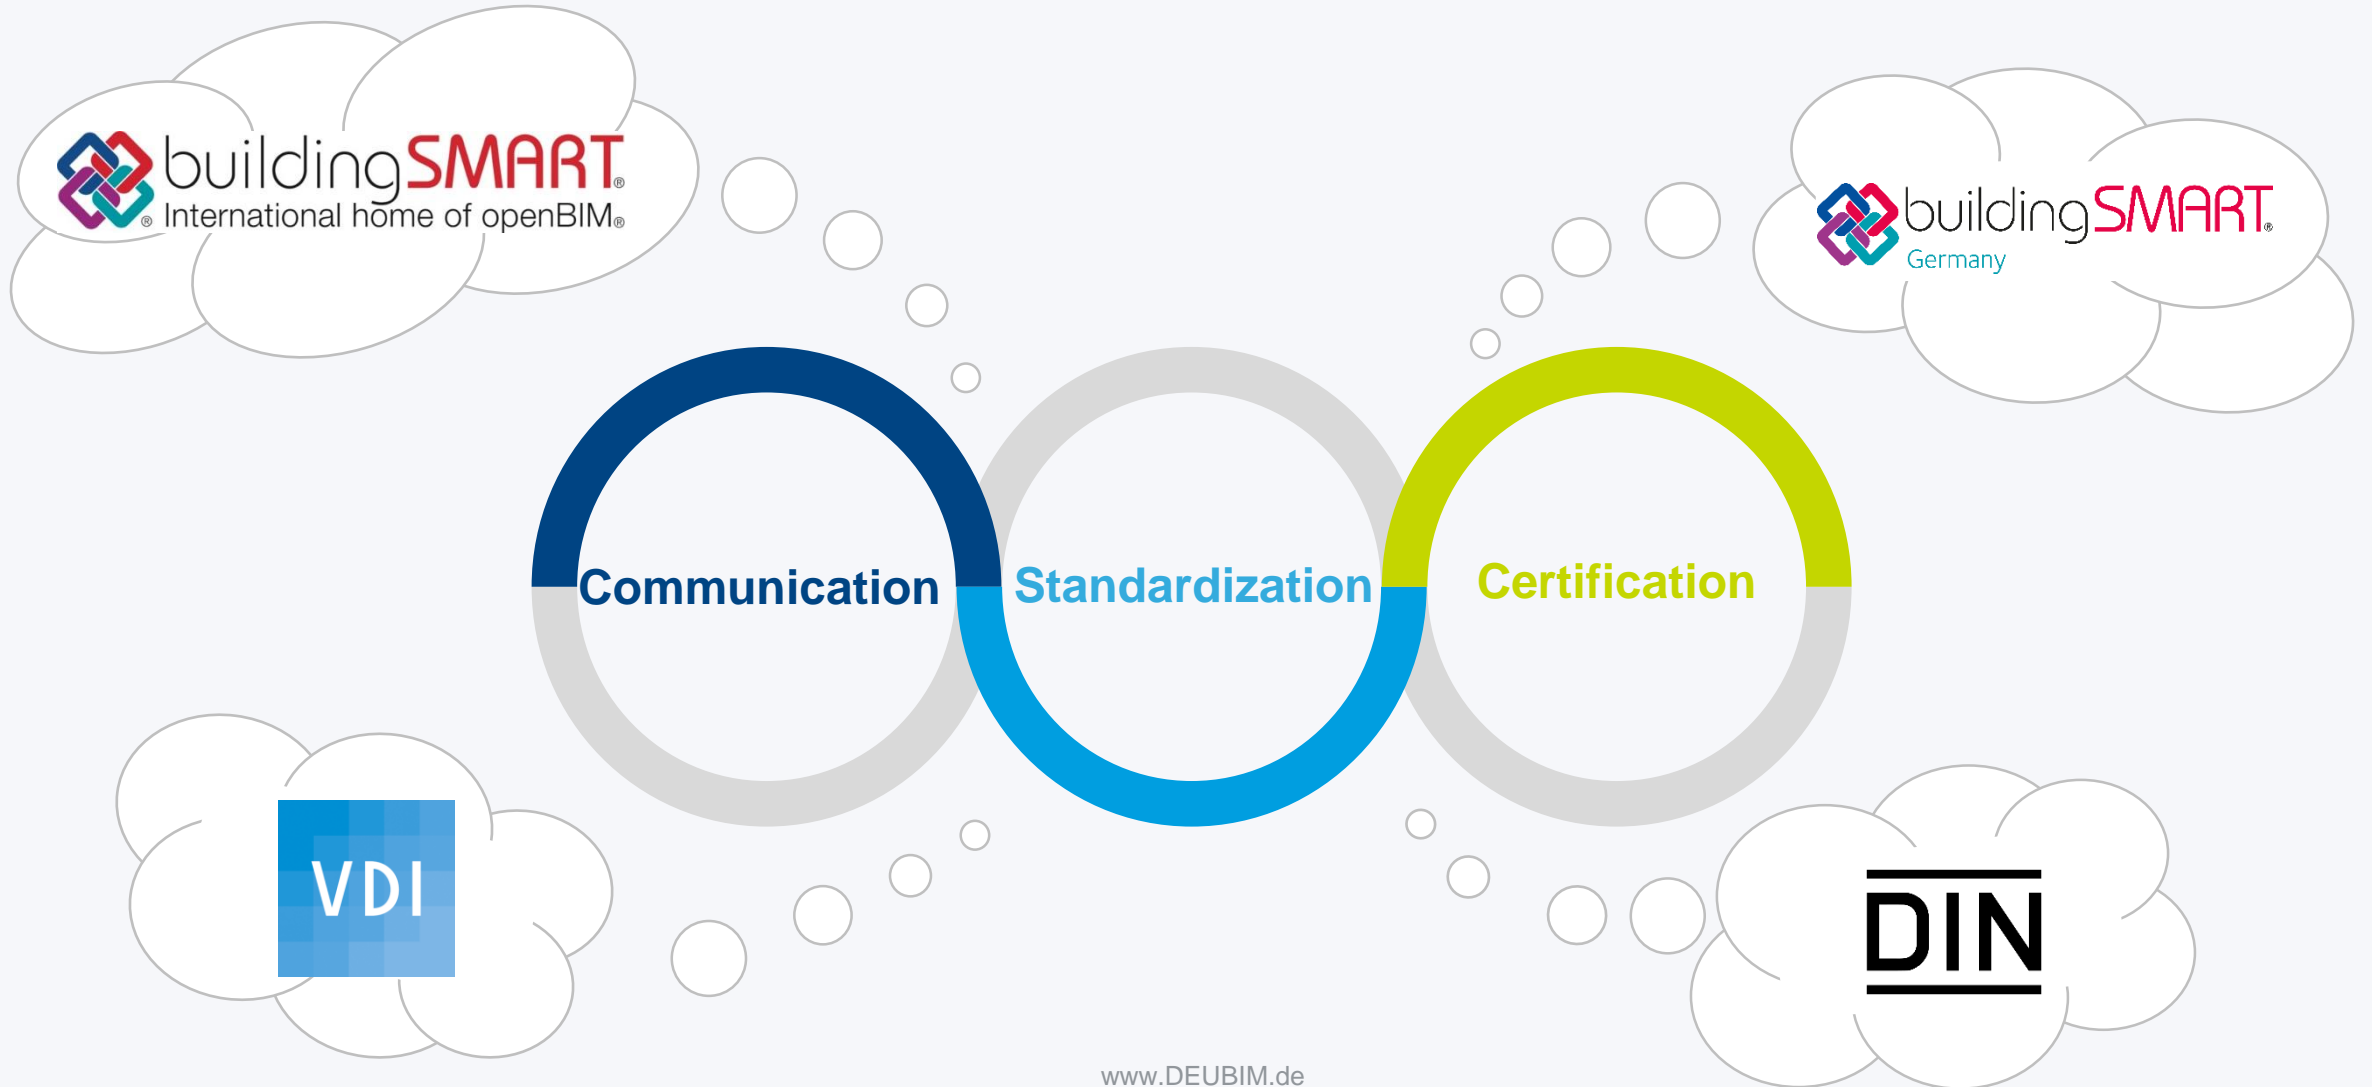 buildingSMART®
® International home of openBIM®
buildingSMART®
Germany
Communication
Standardization
Certification
VDI
DIN
www.DEUBIM.de